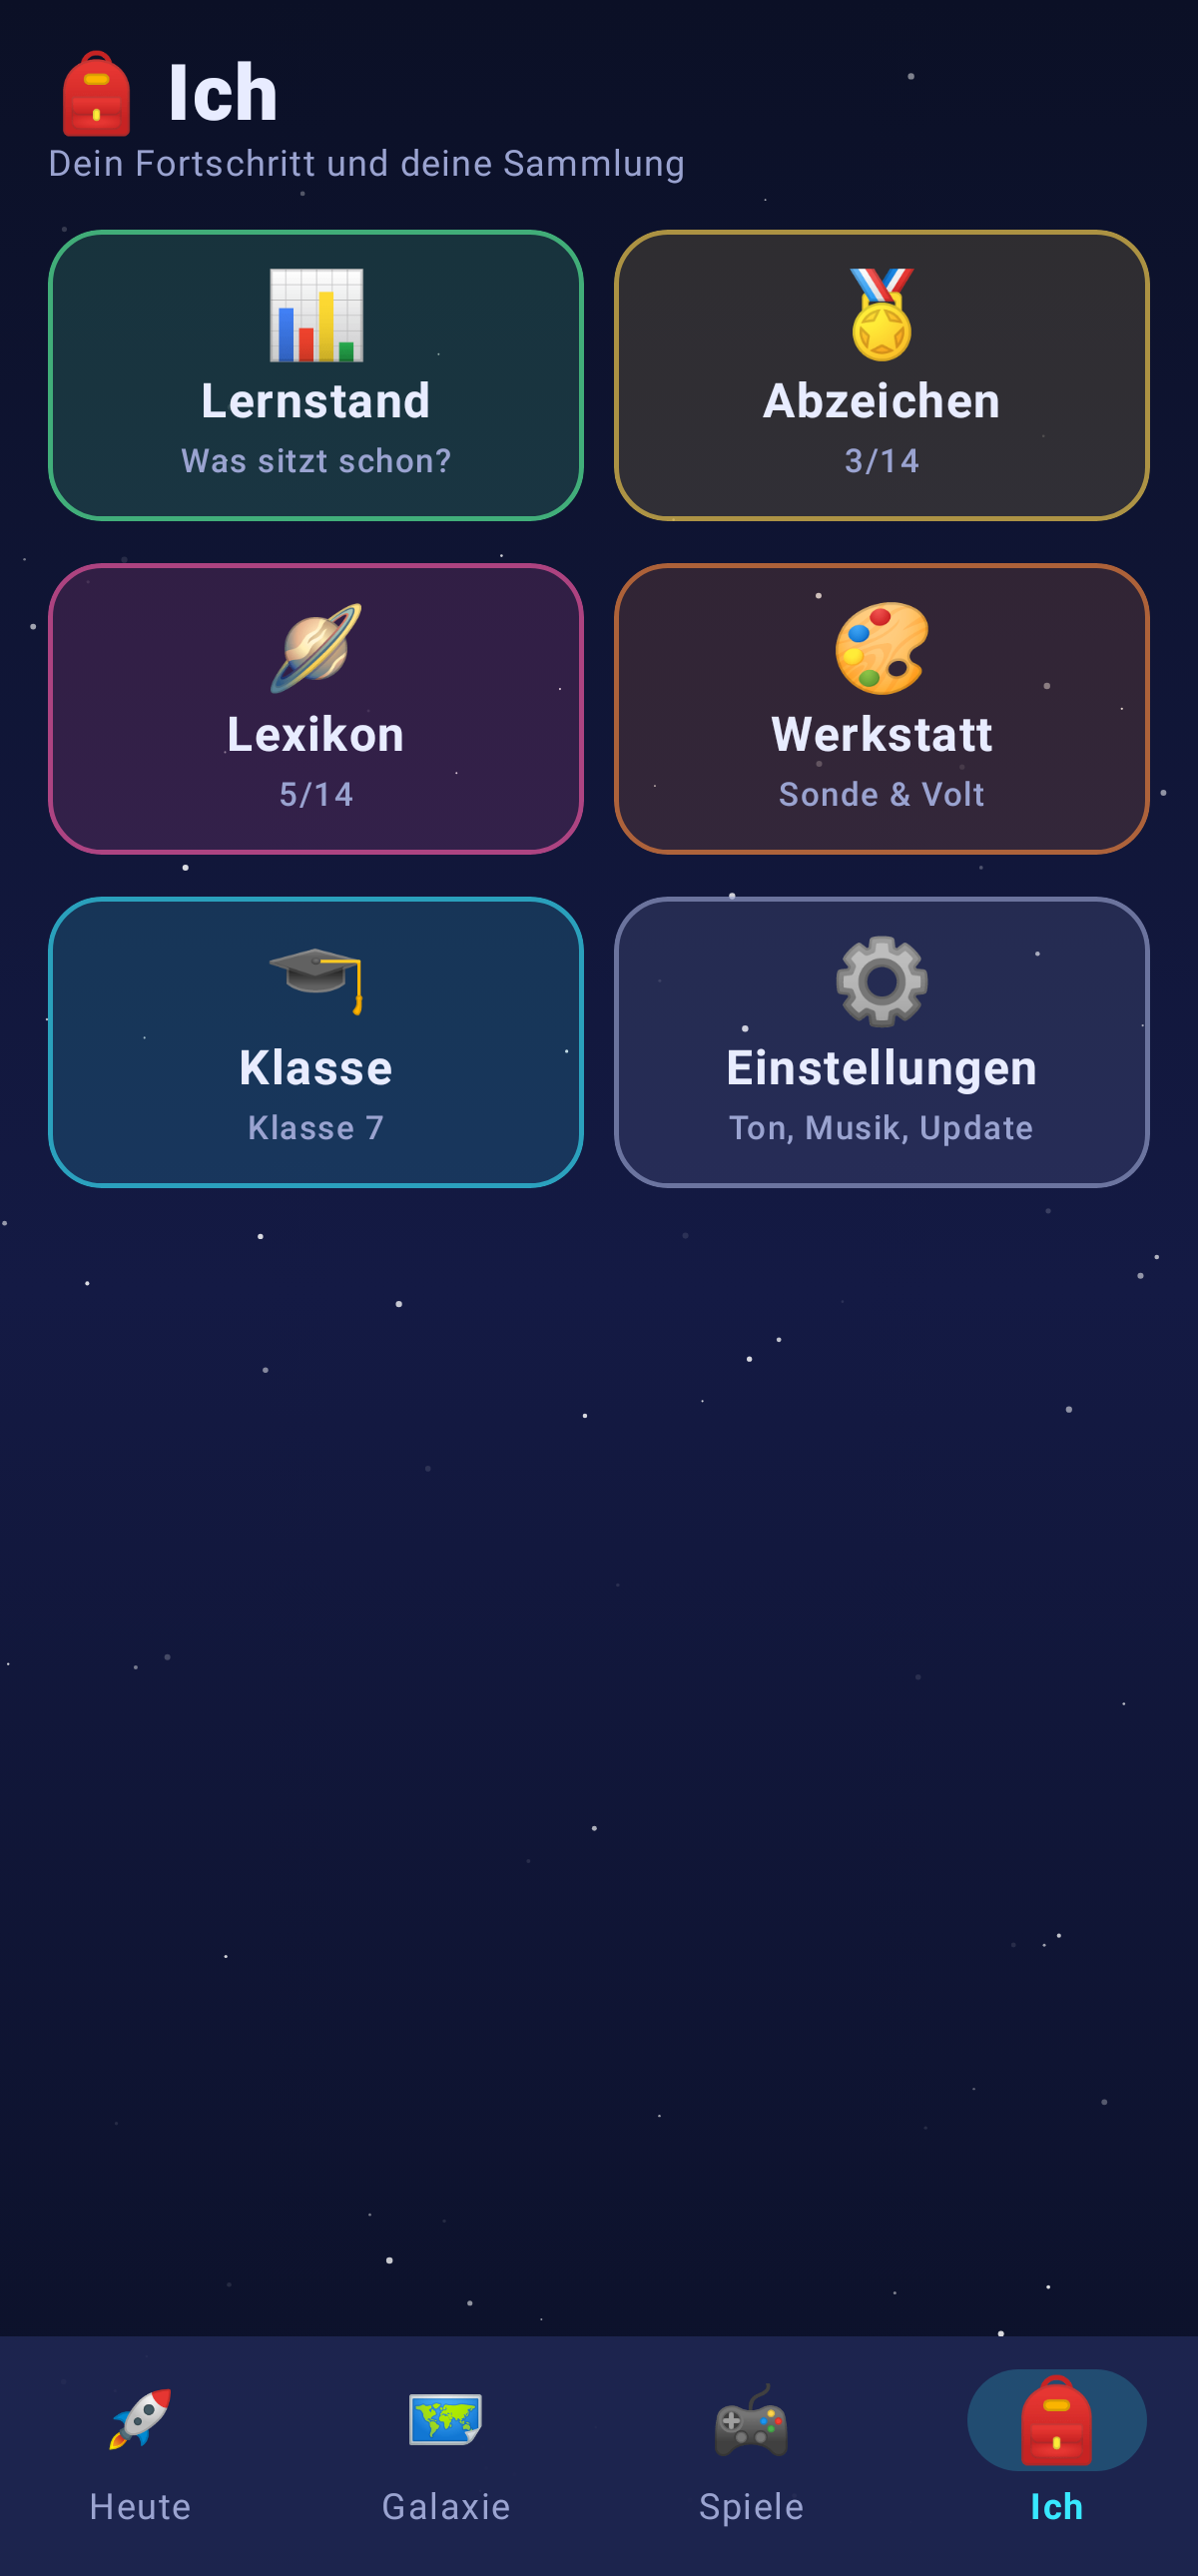 Ich
Dein Fortschritt und deine Sammlung
Lernstand
Was sitzt schon?
Abzeichen
3/14
Lexikon
5/14
Werkstatt
Sonde & Volt
Klasse
Klasse 7
Einstellungen
Ton, Musik, Update
Heute
Galaxie
Spiele
Ich